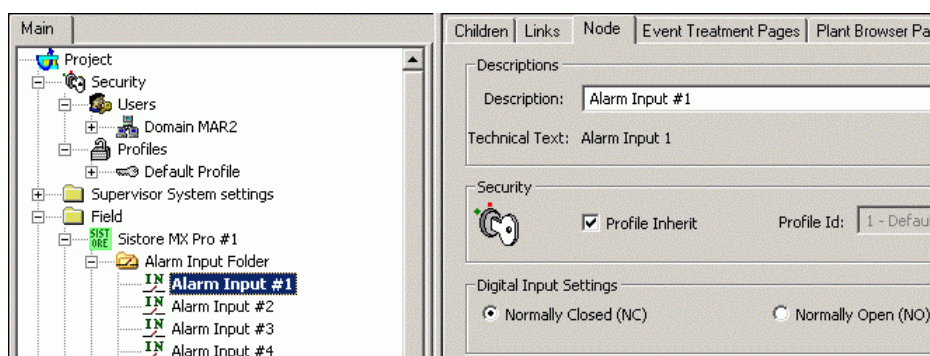 Main
Project
Security
Users
Domain MAR2
Profiles
Default Profile
Supervisor System settings
Field
SIST
ORE
Sistore MX Pro #1
Alarm Input Folder
IN
Alarm Input #1
IN
Alarm Input #2
IN
Alarm Input #3
IN
Alarm Input #4
Children Links Node Event Treatment Pages Plant Browser Pa
Descriptions
Description: Alarm Input #1
Technical Text: Alarm Input 1
Security
Profile Inherit Profile Id: 1 - Defau
Digital Input Settings
Normally Closed (NC) Normally Open (NO)